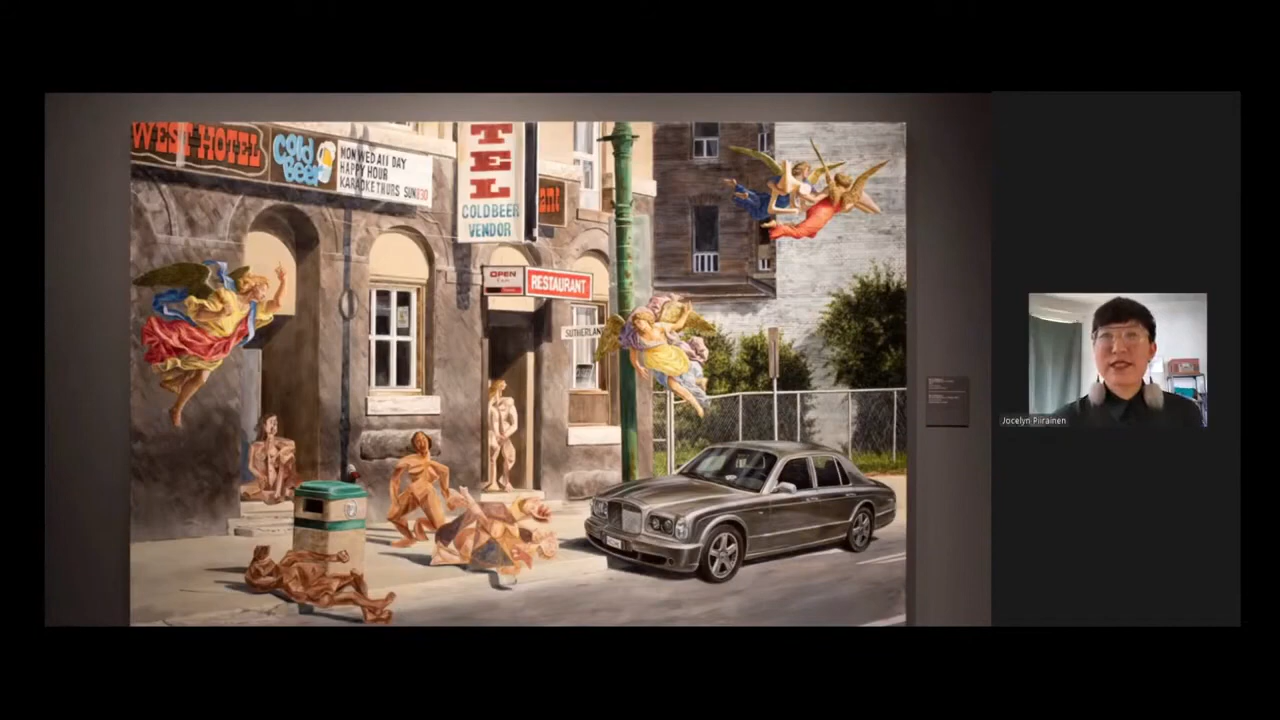 WEST HOTEL
Cold
Beer
MON WED All DAY
HAPPY HOUR
KARAOKE THURS SUN
TEL
COLD BEER
VENDOR
OPEN
RESTAURANT
SUTHERLAND
Jocelyn Piirainen